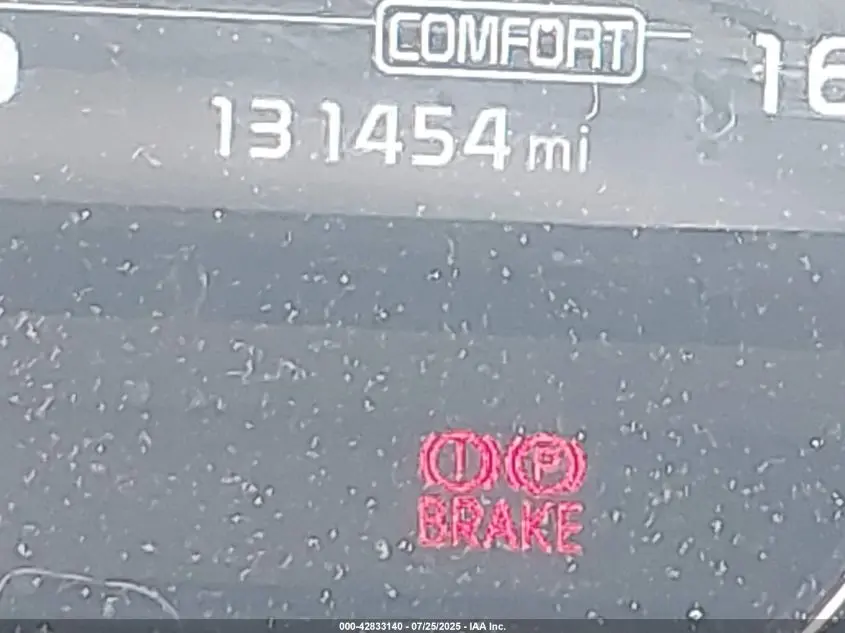 COMFORT
131454 mi
BRAKE
000-42833140 - 07/25/2025 - IAA Inc.